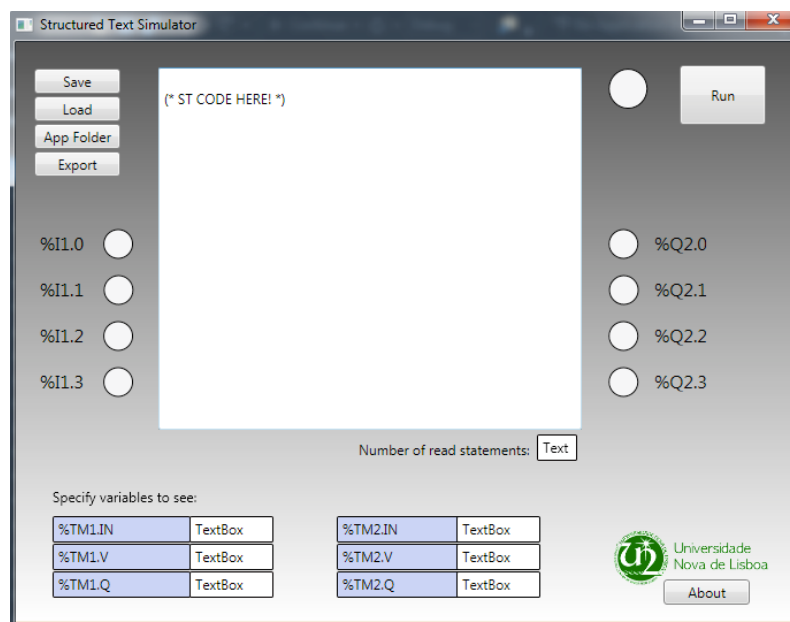 Structured Text Simulator
Save
Load
App Folder
Export
(* ST CODE HERE! *)
Run
%I1.0
%I1.1
%I1.2
%I1.3
%Q2.0
%Q2.1
%Q2.2
%Q2.3
Number of read statements: Text
Specify variables to see:
%TM1.IN TextBox %TM2.IN TextBox
%TM1.V TextBox %TM2.V TextBox
%TM1.Q TextBox %TM2.Q TextBox
Universidade
Nova de Lisboa
About